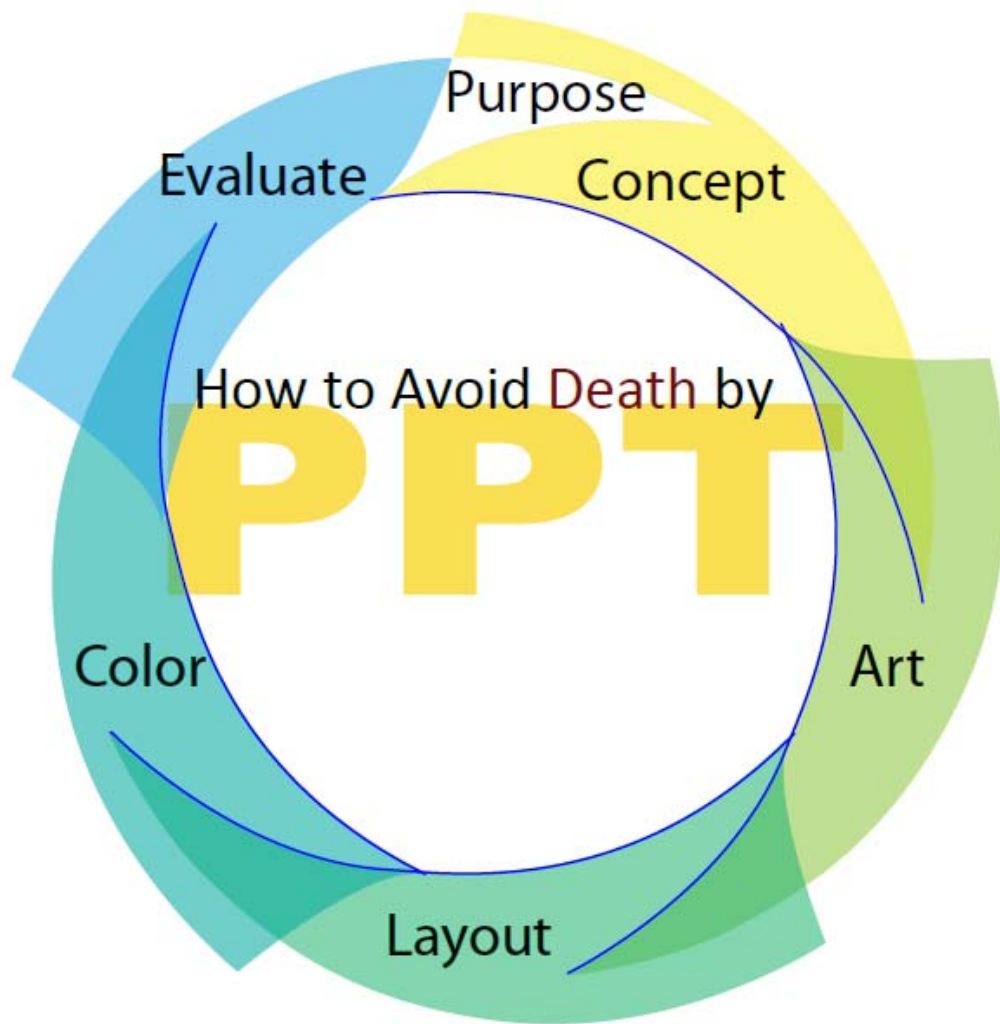 Purpose
Concept
Evaluate
How to Avoid Death by
PPT
Color
Art
Layout